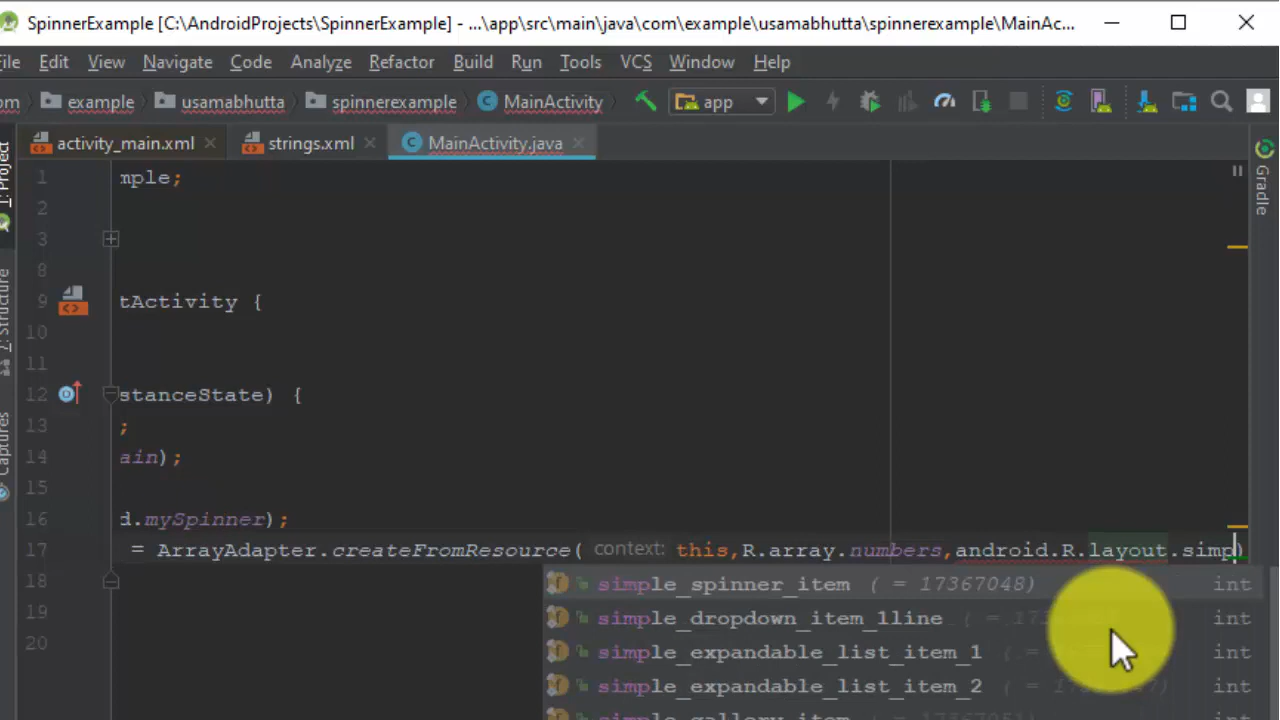 SpinnerExample [C:\AndroidProjects\SpinnerExample] - ...\app\src\main\java\com\example\usamabhutta\spinnerexample\MainAc...
File Edit View Navigate Code Analyze Refactor Build Run Tools VCS Window Help
om example usamabhutta spinnerexample MainActivity app
activity_main.xml strings.xml MainActivity.java
1: Project
7: Structure
Captures
Gradle
1 mple;
2
3
8
9 tActivity {
10
11
12 stanceState) {
13 ;
14 ain);
15
16 d.mySpinner);
17 = ArrayAdapter.createFromResource( context: this,R.array.numbers,android.R.layout.simp)
18
19
20
simple_spinner_item ( = 17367048) int
simple_dropdown_item_1line int
simple_expandable_list_item_1 int
simple_expandable_list_item_2 int
simple_gallery_item int